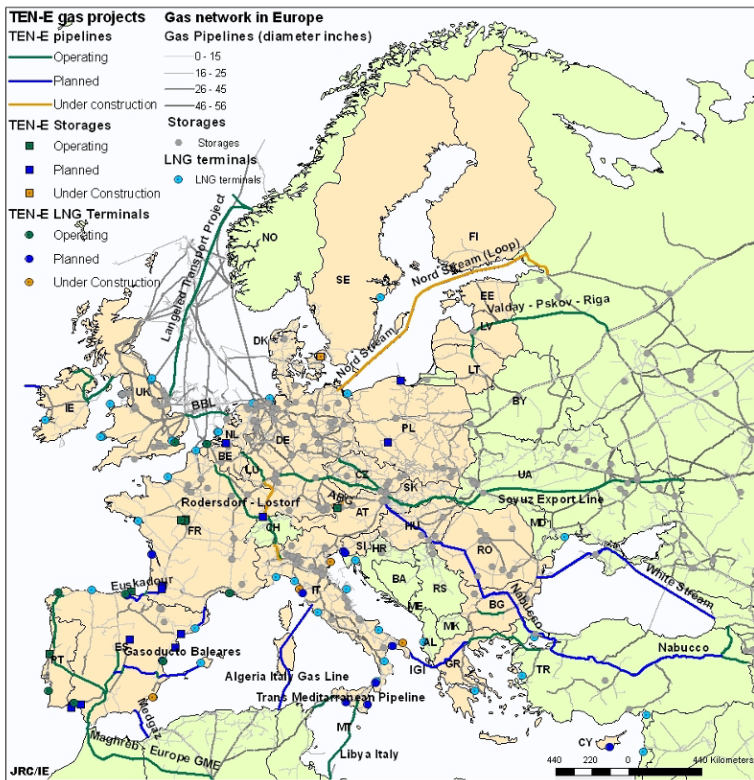 TEN-E gas projects
TEN-E pipelines
Operating
Planned
Under construction
TEN-E Storages
Operating
Planned
Under Construction
TEN-E LNG Terminals
Operating
Planned
Under Construction
Gas network in Europe
Gas Pipelines (diameter inches)
0 - 15
16 - 25
26 - 45
46 - 56
Storages
Storages
LNG terminals
LNG terminals
NO
FI
SE
Langeled Transport Project
Nord Stream (Loop)
Nord Stream
EE
Valday - Pskov - Riga
LV
LT
DK
BY
IE
UK
BBL
NL
PL
DE
BE
LU
CZ
UA
SK
Soyuz Export Line
Rodersdorf - Lostorf
ABG
AT
FR
CH
HU
MD
SI
HR
RO
IT
BA
RS
White Stream
Nabucco
Euskadour
ME
BG
MK
AL
Nabucco
PT
ES
Gasoducto Baleares
IGI
GR
TR
Algeria Italy Gas Line
Trans Mediterranean Pipeline
Medgaz
MT
Maghreb - Europe GME
Libya Italy
CY
JRC/IE
440
0
440 Kilometers